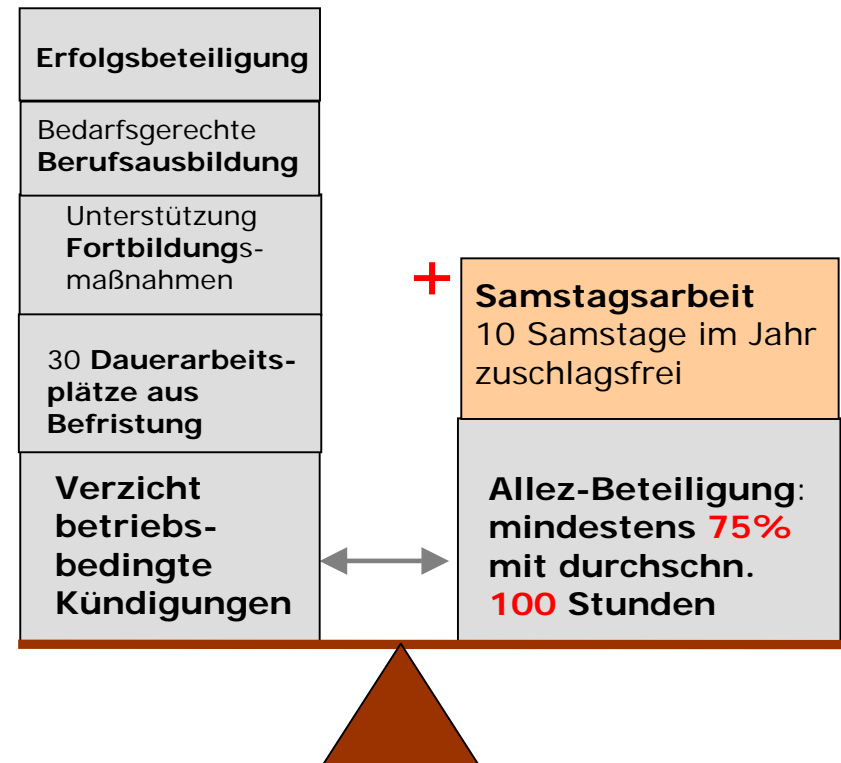 Erfolgsbeteiligung
Bedarfsgerechte
Berufsausbildung
Unterstützung
Fortbildungs-
maßnahmen
30 Dauerarbeits-
plätze aus
Befristung
Verzicht
betriebs-
bedingte
Kündigungen
+
Samstagsarbeit
10 Samstage im Jahr
zuschlagsfrei
Allez-Beteiligung:
mindestens 75%
mit durchschn.
100 Stunden